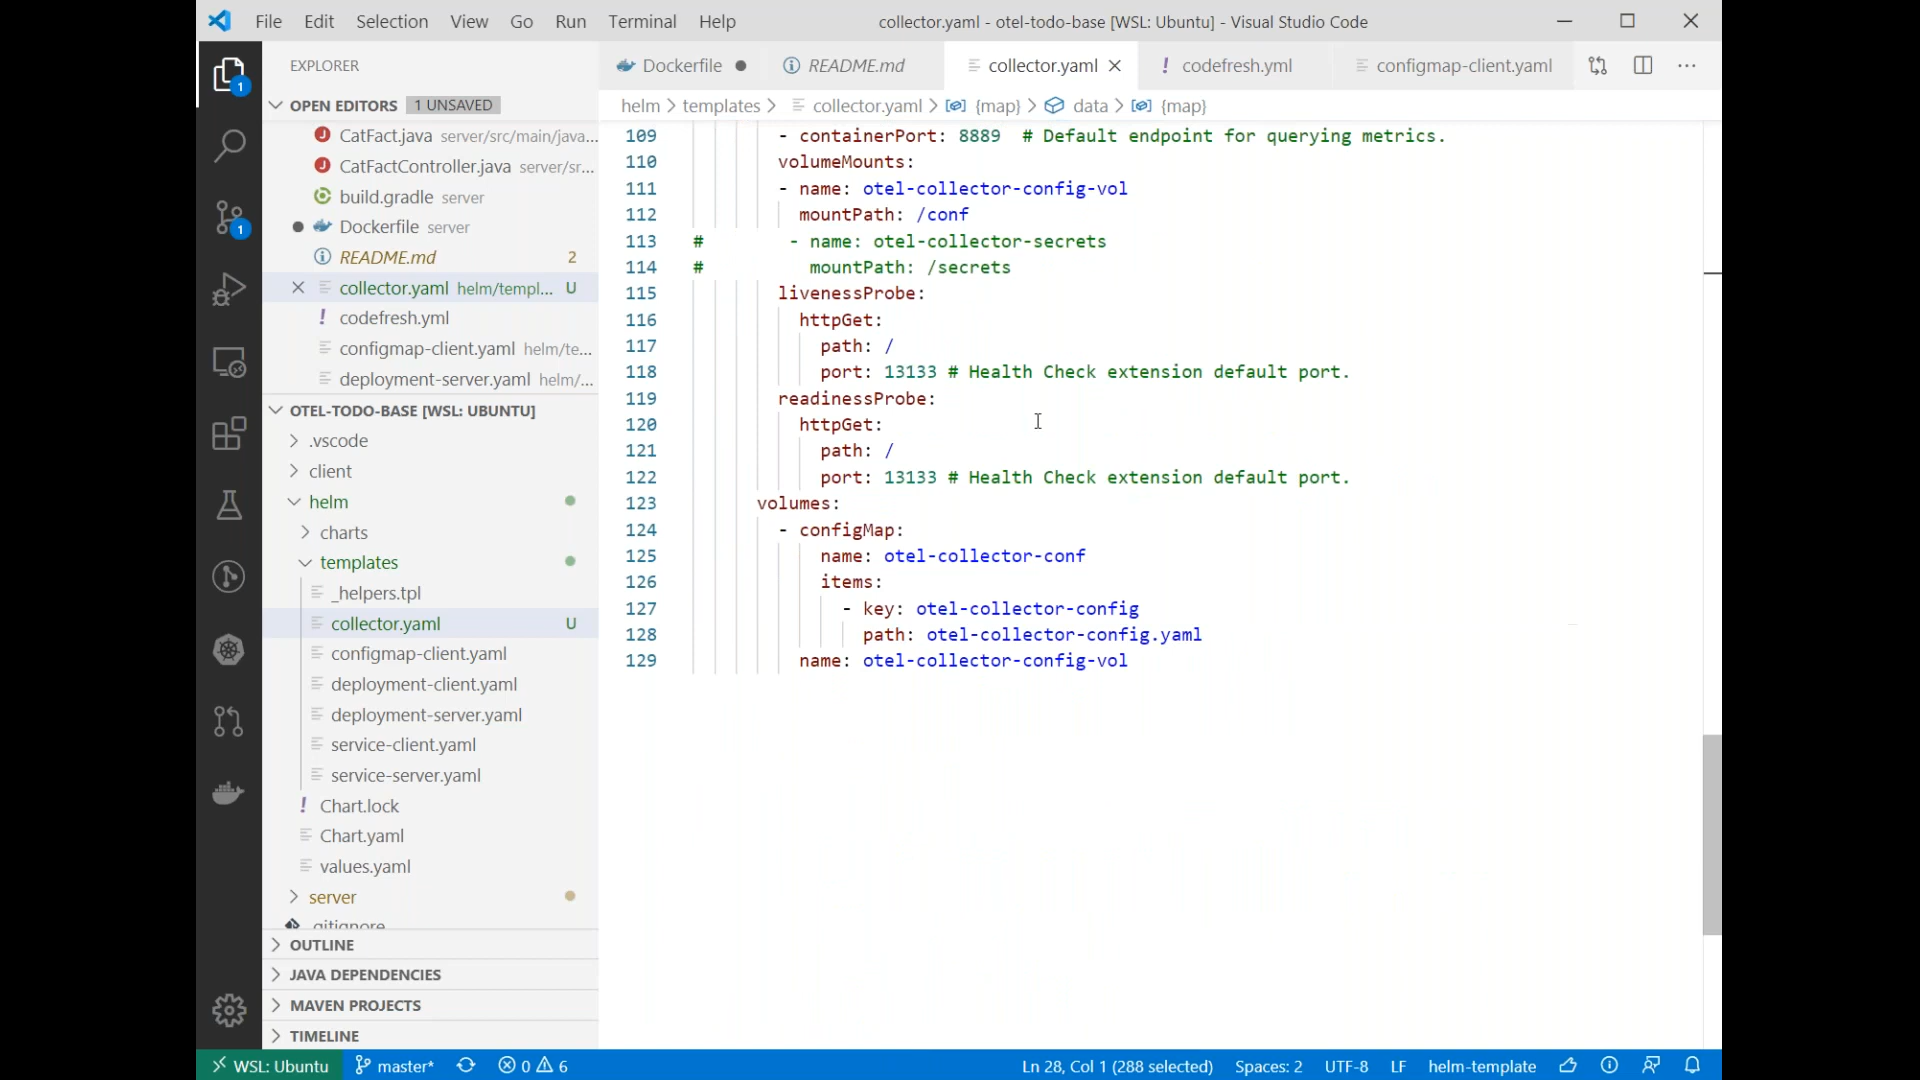 File Edit Selection View Go Run Terminal Help
collector.yaml - otel-todo-base [WSL: Ubuntu] - Visual Studio Code
EXPLORER
OPEN EDITORS 1 UNSAVED
CatFact.java server/src/main/java...
CatFactController.java server/sr...
build.gradle server
Dockerfile server
README.md 2
collector.yaml helm/templ... U
codefresh.yml
configmap-client.yaml helm/te...
deployment-server.yaml helm/...
OTEL-TODO-BASE [WSL: UBUNTU]
.vscode
client
helm
charts
templates
_helpers.tpl
collector.yaml U
configmap-client.yaml
deployment-client.yaml
deployment-server.yaml
service-client.yaml
service-server.yaml
Chart.lock
Chart.yaml
values.yaml
server
.gitignore
OUTLINE
JAVA DEPENDENCIES
MAVEN PROJECTS
TIMELINE
1
1
Dockerfile README.md collector.yaml codefresh.yml configmap-client.yaml
helm > templates > collector.yaml > {map} > data > {map}
109 - containerPort: 8889 # Default endpoint for querying metrics.
110 volumeMounts:
111 - name: otel-collector-config-vol
112 mountPath: /conf
113 # - name: otel-collector-secrets
114 # mountPath: /secrets
115 livenessProbe:
116 httpGet:
117 path: /
118 port: 13133 # Health Check extension default port.
119 readinessProbe:
120 httpGet:
121 path: /
122 port: 13133 # Health Check extension default port.
123 volumes:
124 - configMap:
125 name: otel-collector-conf
126 items:
127 - key: otel-collector-config
128 path: otel-collector-config.yaml
129 name: otel-collector-config-vol
WSL: Ubuntu master* 0 6 Ln 28, Col 1 (288 selected) Spaces: 2 UTF-8 LF helm-template